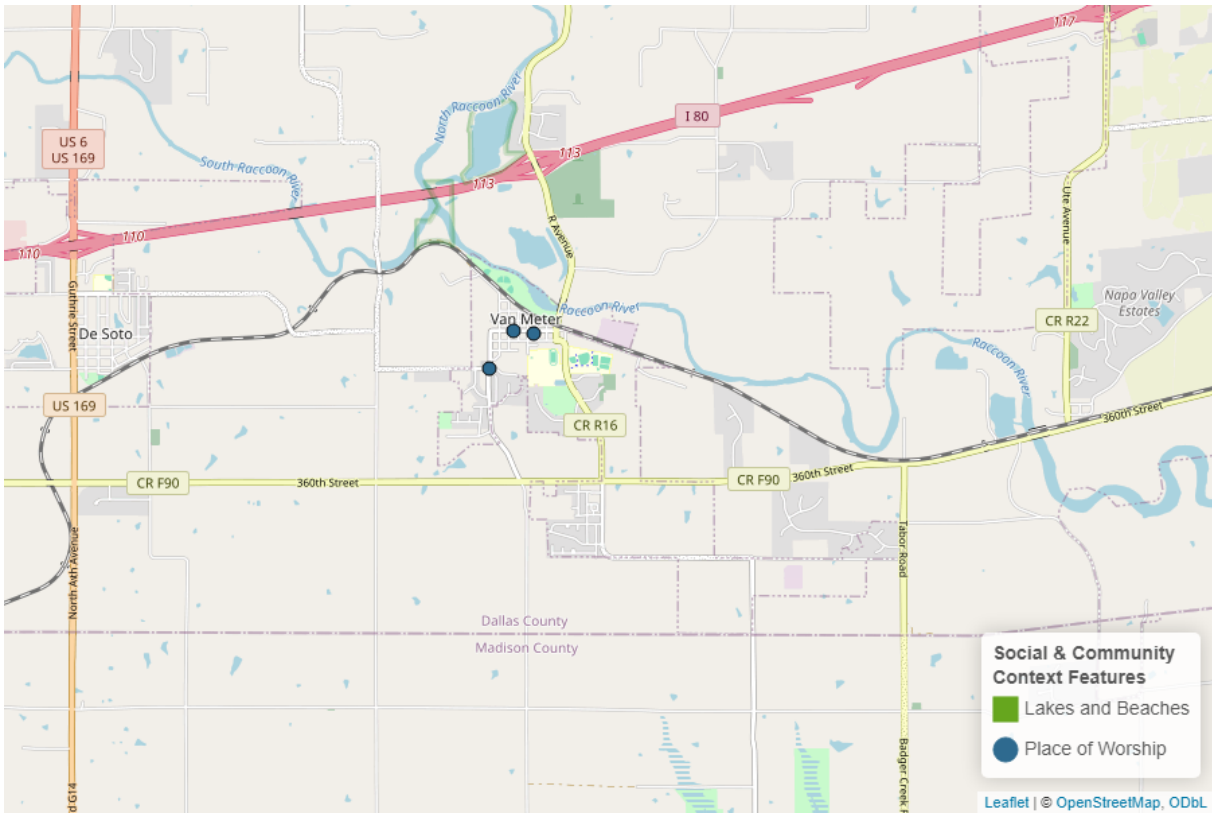 117
North Raccoon River
I 80
US 6
US 169
113
South Raccoon River
113
R Avenue
Ute Avenue
110
110
Guthrie Street
Napa Valley
Estates
Raccoon River
Van Meter
CR R22
De Soto
Raccoon River
US 169
360th Street
CR R16
360th Street
CR F90
360th Street
CR F90
North Ath Avenue
Tabor Road
Dallas County
Madison County
Social & Community
Context Features
Lakes and Beaches
Place of Worship
Badger Creek R
d G14
Leaflet | © OpenStreetMap, ODbL